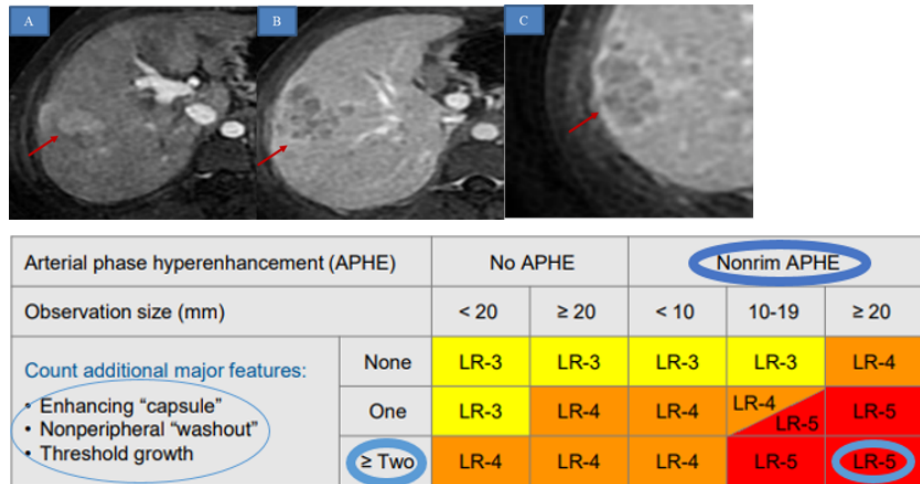 A B C
Arterial phase hyperenhancement (APHE) No APHE Nonrim APHE
Observation size (mm) < 20 ≥ 20 < 10 10-19 ≥ 20
Count additional major features:
• Enhancing “capsule”
• Nonperipheral “washout”
• Threshold growth
None LR-3 LR-3 LR-3 LR-3 LR-4
One LR-3 LR-4 LR-4 LR-4 LR-5 LR-5
≥ Two LR-4 LR-4 LR-4 LR-5 LR-5